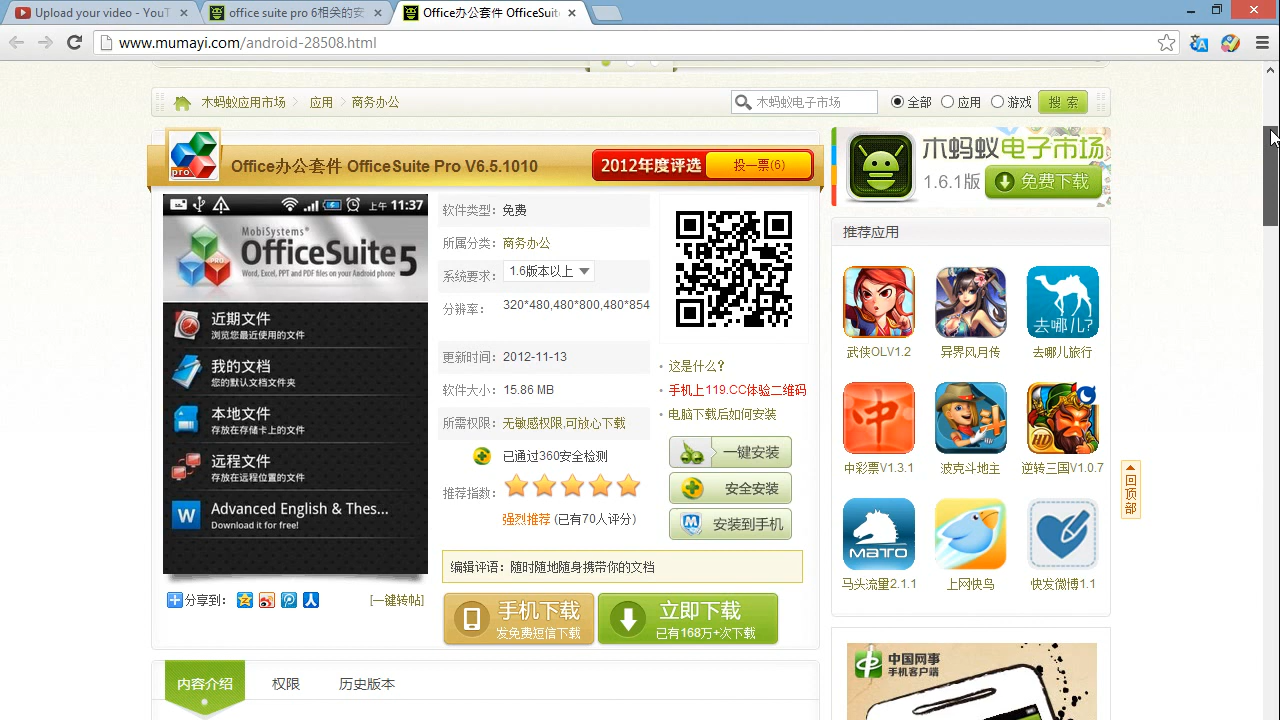 Upload your video - YouT
office suite pro 6相关的安
Office办公套件 OfficeSuit
www.mumayi.com/android-28508.html
木蚂蚁应用市场
应用
商务办公
木蚂蚁电子市场
全部
应用
游戏
搜 索
Office办公套件 OfficeSuite Pro V6.5.1010
2012年度评选
投一票(6)
pro
上午 11:37
MobiSystems®
OfficeSuite 5
Word, Excel, PPT and PDF files on your Android phone
近期文件
浏览您最近使用的文件
我的文档
您的默认文档文件夹
本地文件
存放在存储卡上的文件
远程文件
存放在远程位置的文件
W
Advanced English & Thes...
Download it for free!
分享到：
[一键转帖]
软件类型：免费
所属分类：商务办公
系统要求：1.6版本以上
分辨率：320*480,480*800,480*854
更新时间：2012-11-13
软件大小：15.86 MB
所需权限：无敏感权限,可放心下载
已通过360安全检测
推荐指数：
强烈推荐 (已有70人评分)
这是什么?
手机上119.CC体验二维码
电脑下载后如何安装
一键安装
安全安装
安装到手机
编辑评语：随时随地随身携带你的文档
手机下载
发免费短信下载
立即下载
已有168万+次下载
内容介绍
权限
历史版本
木蚂蚁电子市场
1.6.1版
免费下载
推荐应用
武侠OLV1.2
异界风月传
去哪儿?
去哪儿旅行
中
中彩票V1.3.1
波克斗地主
HD
逆转三国V1.0.7
MATO
马头流量2.1.1
上网快鸟
快发微博1.1
回顶部
中国网事
手机客户端